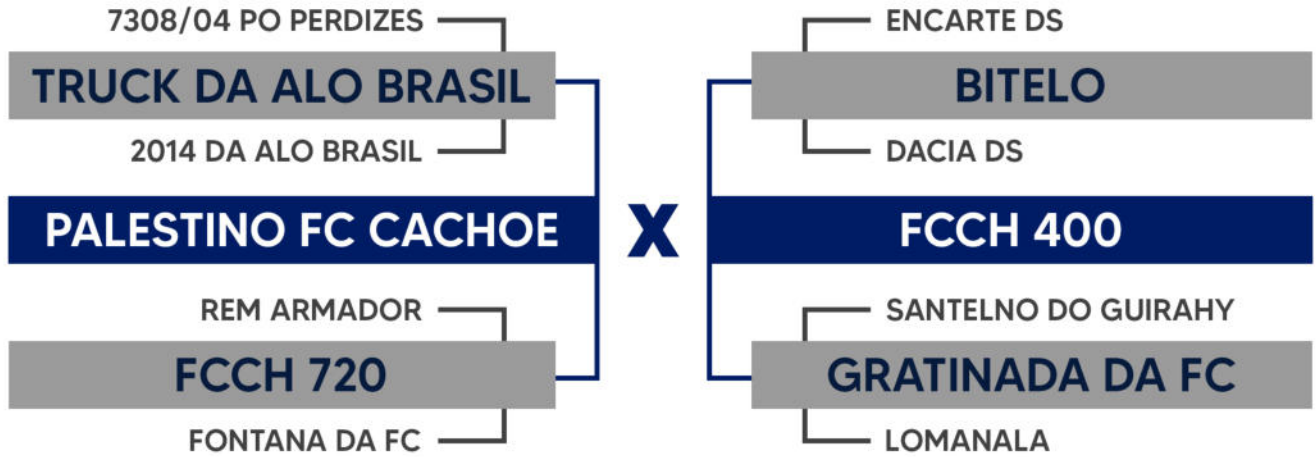 7308/04 PO PERDIZES
TRUCK DA ALO BRASIL
2014 DA ALO BRASIL
PALESTINO FC CACHOE
REM ARMADOR
FCCH 720
FONTANA DA FC
X
ENCARTE DS
BITELO
DACIA DS
FCCH 400
SANTELNO DO GUIRAHY
GRATINADA DA FC
LOMANALA